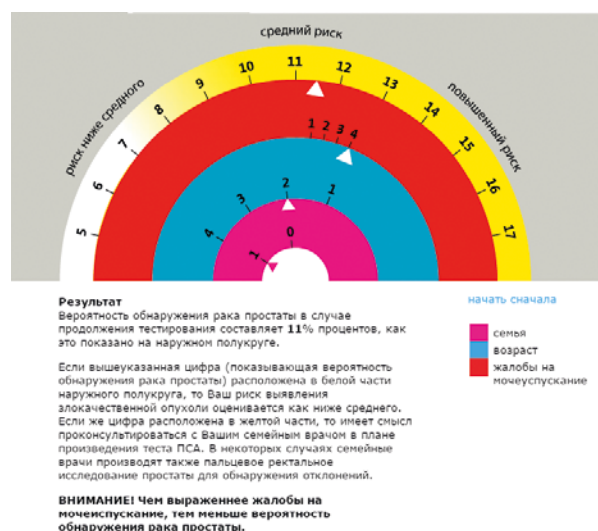 средний риск
риск ниже среднего
повышенный риск
5 6 7 8 9 10 11 12 13 14 15 16 17
1 2 3 4
4 3 2 1
1 0
Результат
Вероятность обнаружения рака простаты в случае
продолжения тестирования составляет 11% процентов, как
это показано на наружном полукруге.
Если вышеуказанная цифра (показывающая вероятность
обнаружения рака простаты) расположена в белой части
наружного полукруга, то Ваш риск выявления
злокачественной опухоли оценивается как ниже среднего.
Если же цифра расположена в желтой части, то имеет смысл
проконсультироваться с Вашим семейным врачом в плане
произведения теста ПСА. В некоторых случаях семейные
врачи производят также пальцевое ректальное
исследование простаты для обнаружения отклонений.
ВНИМАНИЕ! Чем выраженнее жалобы на
мочеиспускание, тем меньше вероятность
обнаружения рака простаты.
начать сначала
семья
возраст
жалобы на
мочеуспускание